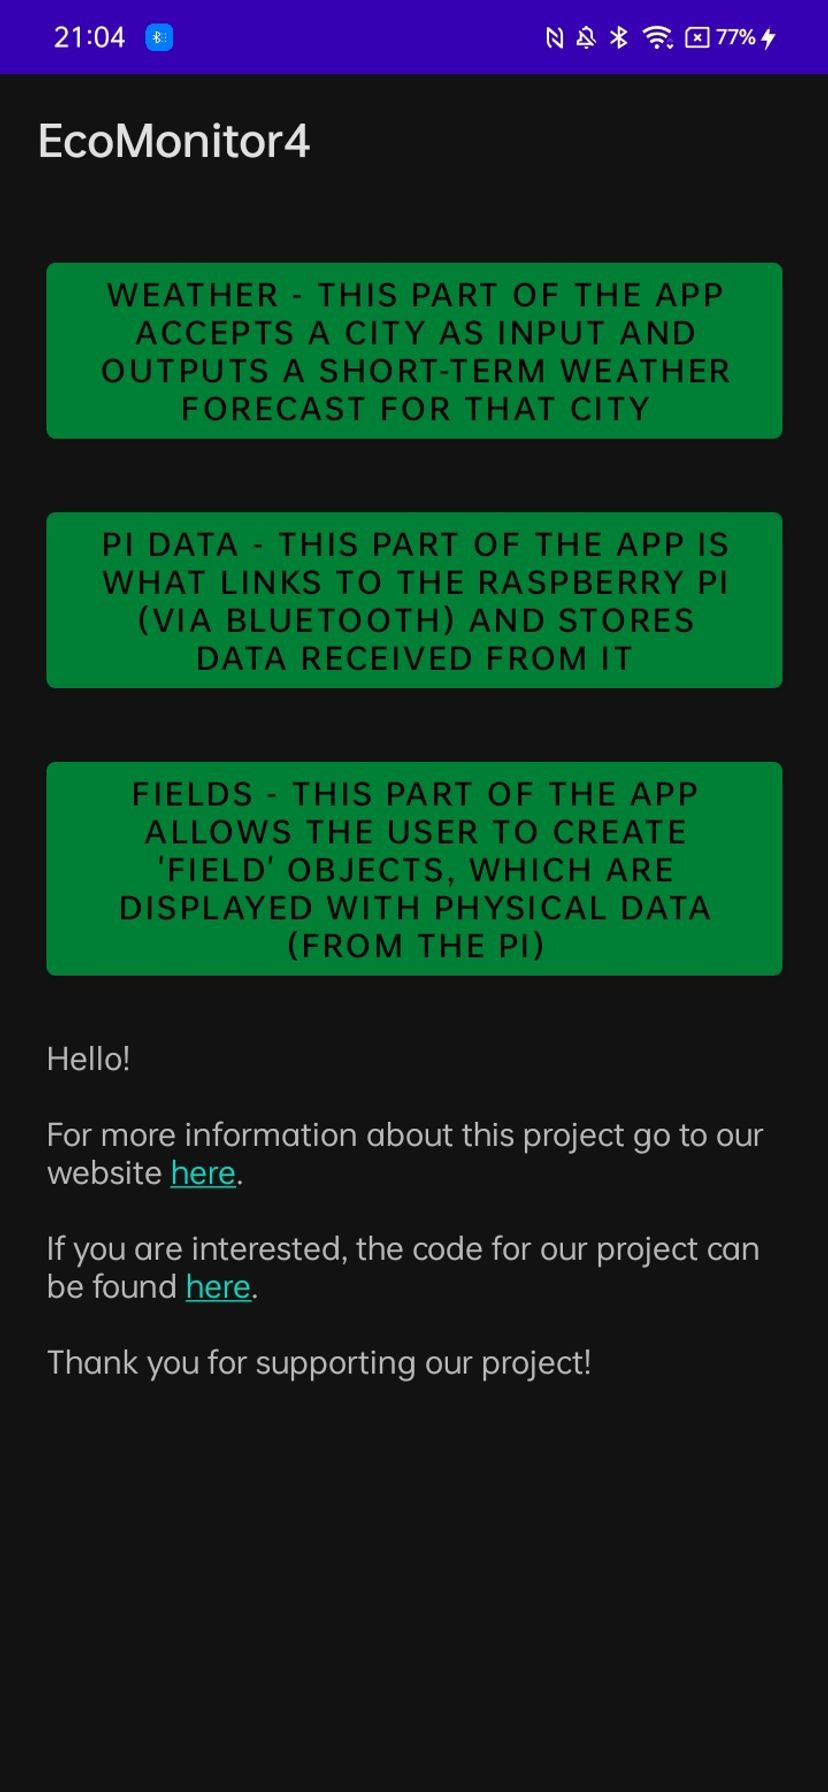 21:04 77%
EcoMonitor4
WEATHER - THIS PART OF THE APP
ACCEPTS A CITY AS INPUT AND
OUTPUTS A SHORT-TERM WEATHER
FORECAST FOR THAT CITY
PI DATA - THIS PART OF THE APP IS
WHAT LINKS TO THE RASPBERRY PI
(VIA BLUETOOTH) AND STORES
DATA RECEIVED FROM IT
FIELDS - THIS PART OF THE APP
ALLOWS THE USER TO CREATE
'FIELD' OBJECTS, WHICH ARE
DISPLAYED WITH PHYSICAL DATA
(FROM THE PI)
Hello!
For more information about this project go to our
website here.
If you are interested, the code for our project can
be found here.
Thank you for supporting our project!